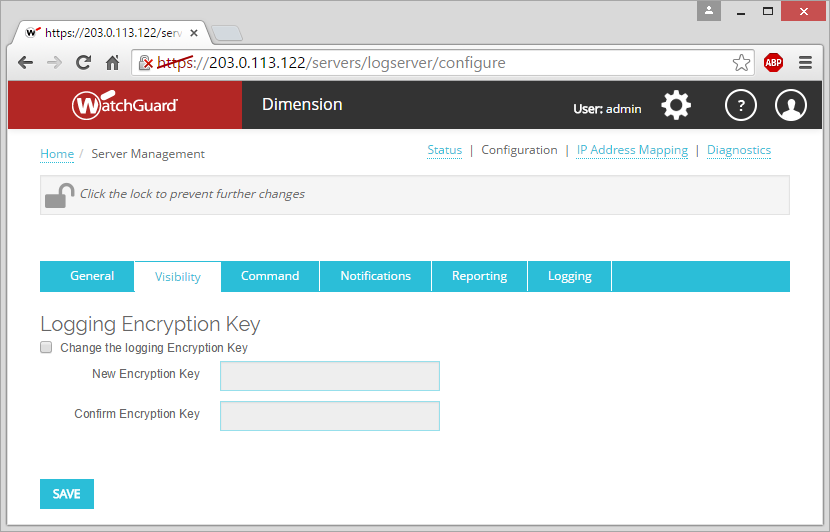 https://203.0.113.122/serv
https://203.0.113.122/servers/logserver/configure
ABP
WatchGuard
Dimension
User: admin
?
Home / Server Management
Status | Configuration | IP Address Mapping | Diagnostics
Click the lock to prevent further changes
General Visibility Command Notifications Reporting Logging
Logging Encryption Key
Change the logging Encryption Key
New Encryption Key
Confirm Encryption Key
SAVE